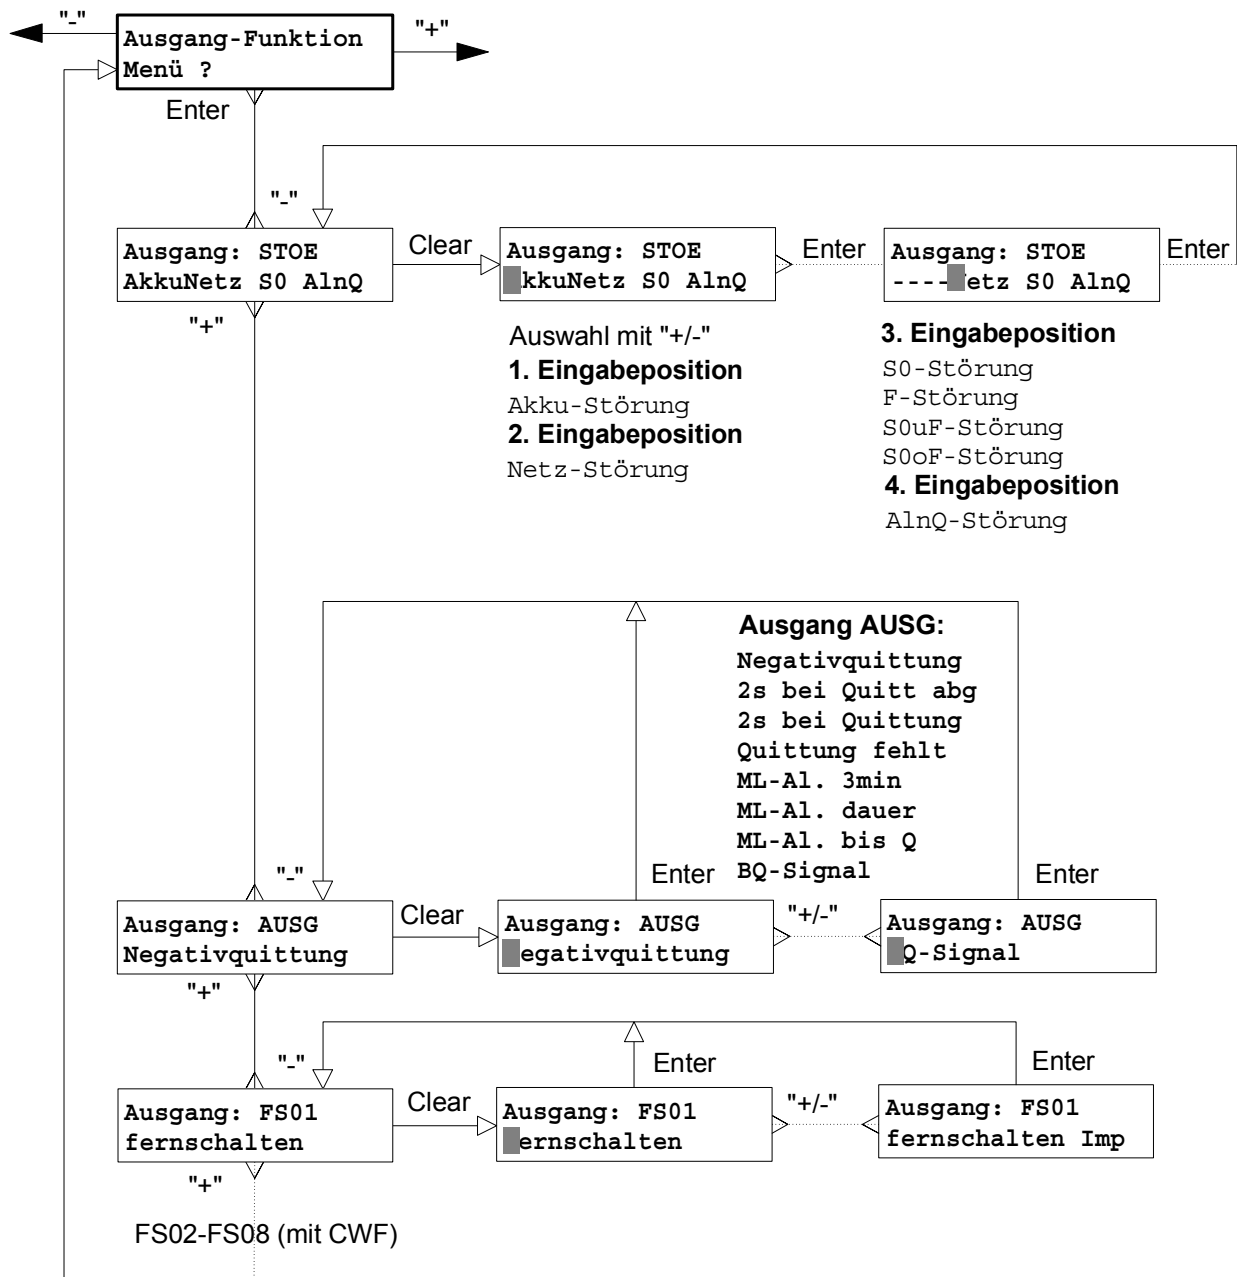 "-"
Ausgang-Funktion
Menü ?
"+"
Enter
"-"
Ausgang: STOE
AkkuNetz S0 AlnQ
Clear
Ausgang: STOE
kkuNetz S0 AlnQ
Enter
Ausgang: STOE
---- etz S0 AlnQ
Enter
"+"
Auswahl mit "+/-"
1. Eingabeposition
Akku-Störung
2. Eingabeposition
Netz-Störung
3. Eingabeposition
S0-Störung
F-Störung
S0uF-Störung
S0oF-Störung
4. Eingabeposition
AlnQ-Störung
Ausgang AUSG:
Negativquittung
2s bei Quitt abg
2s bei Quittung
Quittung fehlt
ML-Al. 3min
ML-Al. dauer
ML-Al. bis Q
BQ-Signal
"-"
Enter
Enter
Ausgang: AUSG
Negativquittung
Clear
Ausgang: AUSG
egativquittung
"+/-"
Ausgang: AUSG
Q-Signal
"+"
"-"
Enter
Enter
Ausgang: FS01
fernschalten
Clear
Ausgang: FS01
ernschalten
"+/-"
Ausgang: FS01
fernschalten Imp
"+"
FS02-FS08 (mit CWF)